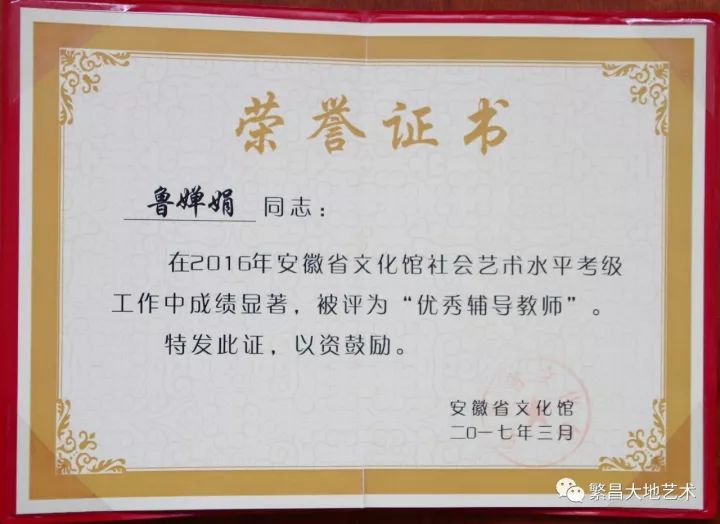 荣誉证书
鲁婵娟 同志：
在2016年安徽省文化馆社会艺术水平考级
工作中成绩显著，被评为“优秀辅导教师”。
特发此证，以资鼓励。
安徽省文化馆
二〇一七年三月
繁昌大地艺术